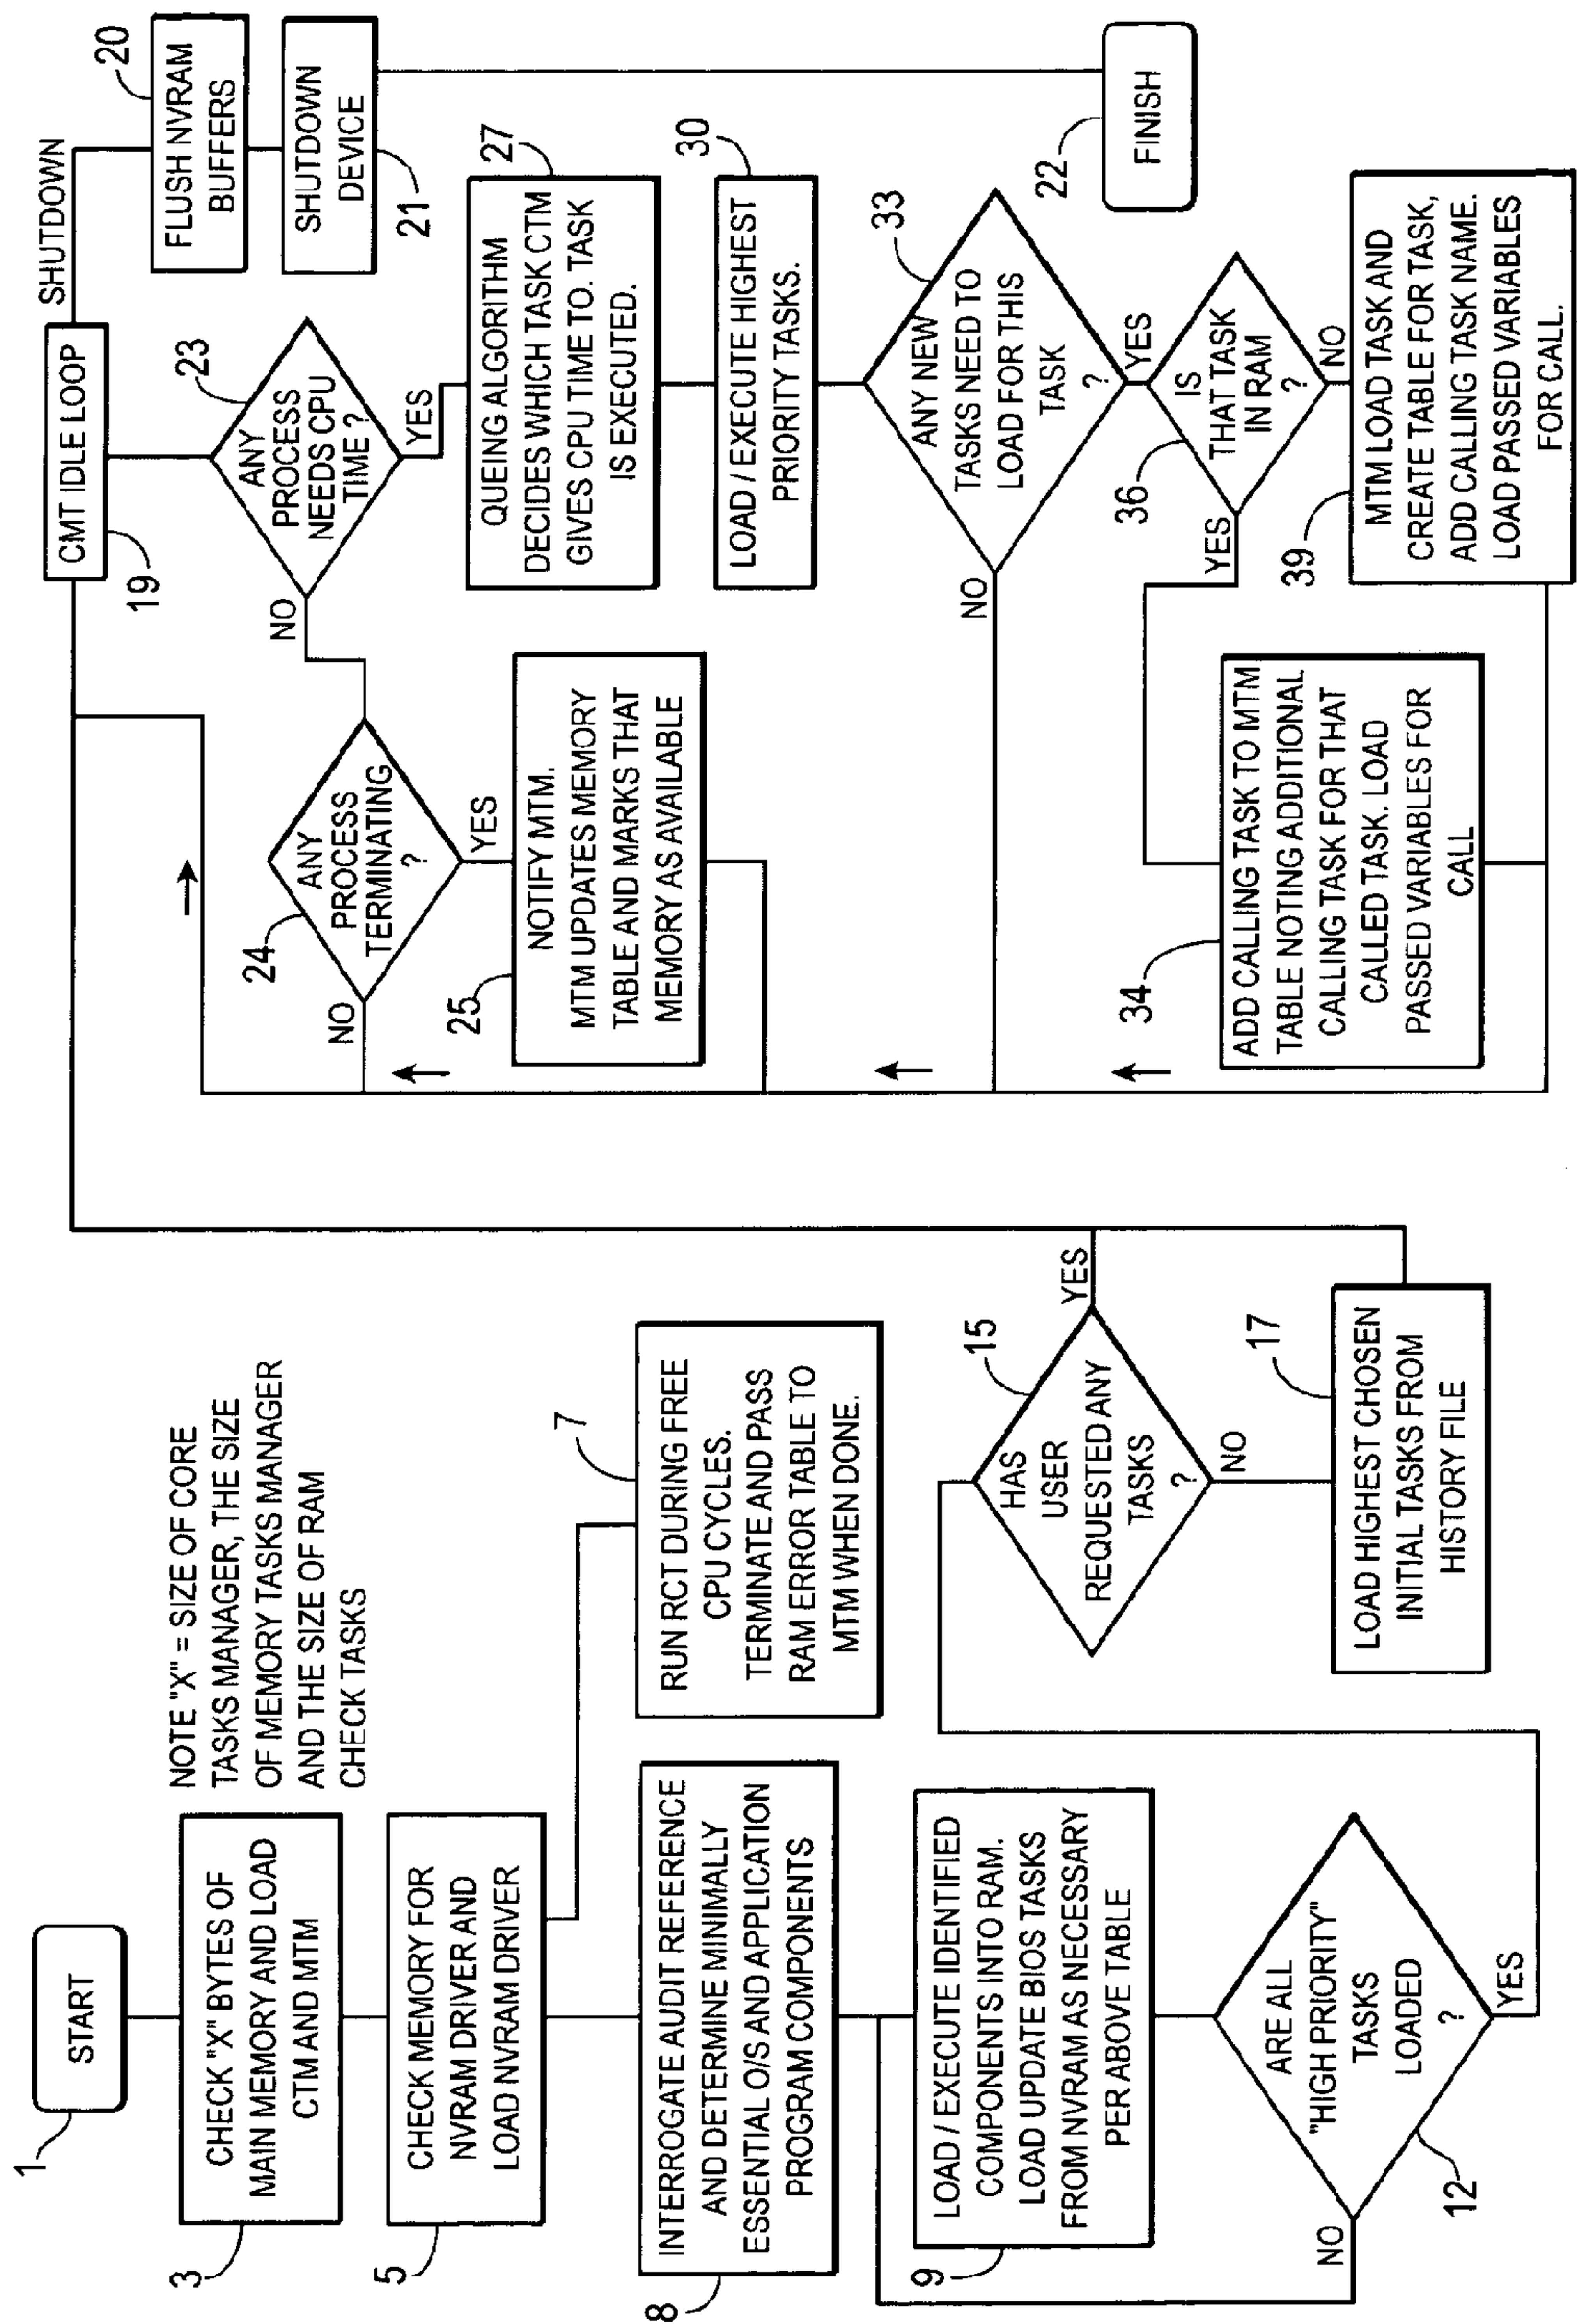 1
START
NOTE "X" = SIZE OF CORE
TASKS MANAGER, THE SIZE
OF MEMORY TASKS MANAGER
AND THE SIZE OF RAM
CHECK TASKS
3
CHECK "X" BYTES OF
MAIN MEMORY AND LOAD
CTM AND MTM
5
CHECK MEMORY FOR
NVRAM DRIVER AND
LOAD NVRAM DRIVER
7
RUN RCT DURING FREE
CPU CYCLES.
TERMINATE AND PASS
RAM ERROR TABLE TO
MTM WHEN DONE.
8
INTERROGATE AUDIT REFERENCE
AND DETERMINE MINIMALLY
ESSENTIAL O/S AND APPLICATION
PROGRAM COMPONENTS
9
LOAD / EXECUTE IDENTIFIED
COMPONENTS INTO RAM.
LOAD UPDATE BIOS TASKS
FROM NVRAM AS NECESSARY
PER ABOVE TABLE
12
ARE ALL
"HIGH PRIORITY"
TASKS
LOADED
?
NO
YES
15
HAS
USER
REQUESTED ANY
TASKS
?
YES
NO
17
LOAD HIGHEST CHOSEN
INITIAL TASKS FROM
HISTORY FILE
19
CMT IDLE LOOP
SHUTDOWN
20
FLUSH NVRAM
BUFFERS
SHUTDOWN
DEVICE
21
22
FINISH
23
ANY
PROCESS
NEEDS CPU
TIME ?
NO
YES
24
ANY
PROCESS
TERMINATING
?
NO
YES
25
NOTIFY MTM.
MTM UPDATES MEMORY
TABLE AND MARKS THAT
MEMORY AS AVAILABLE
27
QUEING ALGORITHM
DECIDES WHICH TASK CTM
GIVES CPU TIME TO. TASK
IS EXECUTED.
30
LOAD / EXECUTE HIGHEST
PRIORITY TASKS.
33
ANY NEW
TASKS NEED TO
LOAD FOR THIS
TASK
?
NO
YES
36
IS
THAT TASK
IN RAM
?
YES
NO
34
ADD CALLING TASK TO MTM
TABLE NOTING ADDITIONAL
CALLING TASK FOR THAT
CALLED TASK. LOAD
PASSED VARIABLES FOR
CALL
39
MTM LOAD TASK AND
CREATE TABLE FOR TASK,
ADD CALLING TASK NAME.
LOAD PASSED VARIABLES
FOR CALL.